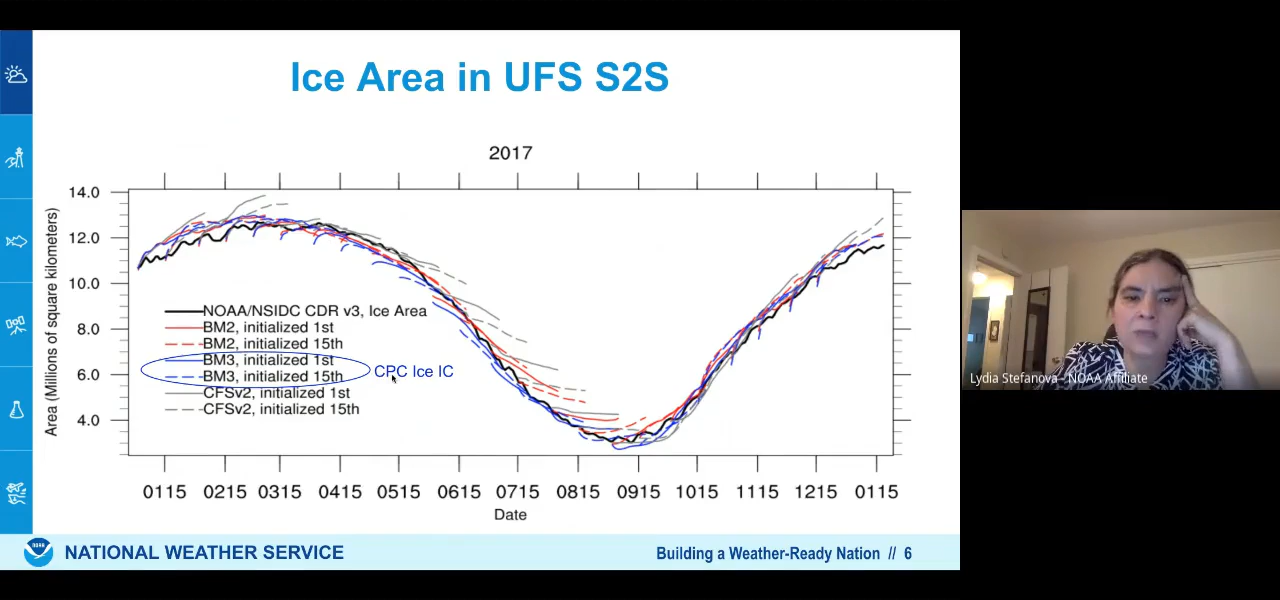 Ice Area in UFS S2S
2017
14.0
12.0
10.0
8.0
6.0
4.0
Area (Millions of square kilometers)
NOAA/NSIDC CDR v3, Ice Area
BM2, initialized 1st
BM2, initialized 15th
BM3, initialized 1st
BM3, initialized 15th
CPC Ice IC
CFSv2, initialized 1st
CFSv2, initialized 15th
0115 0215 0315 0415 0515 0615 0715 0815 0915 1015 1115 1215 0115
Date
Lydia Stefanova - NOAA Affiliate
NOAA
NATIONAL WEATHER SERVICE
Building a Weather-Ready Nation // 6